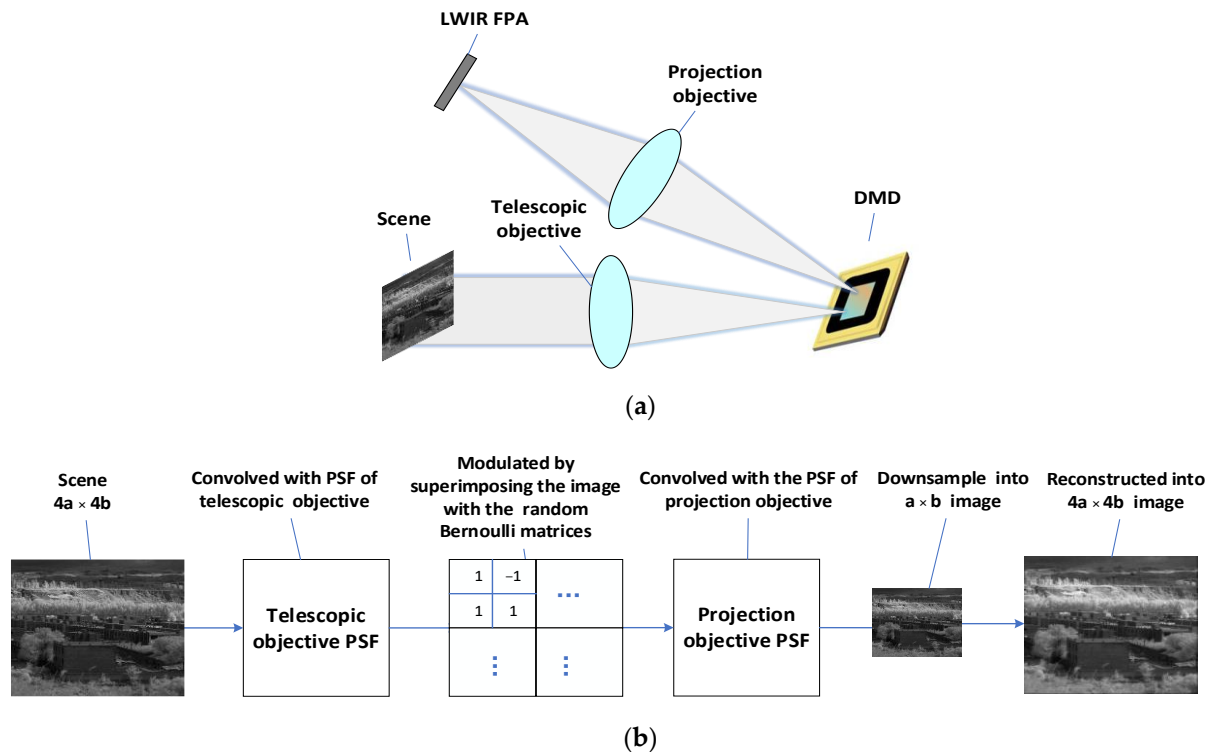 LWIR FPA
Projection
objective
Telescopic
objective
Scene
DMD
(a)
Scene
4a × 4b
Convolved with PSF of
telescopic objective
Modulated by
superimposing the image
with the random
Bernoulli matrices
Convolved with the PSF of
projection objective
Downsample into
a × b image
Reconstructed into
4a × 4b image
Telescopic
objective PSF
1 −1 ...
1 1
⋮ ⋮
Projection
objective PSF
(b)